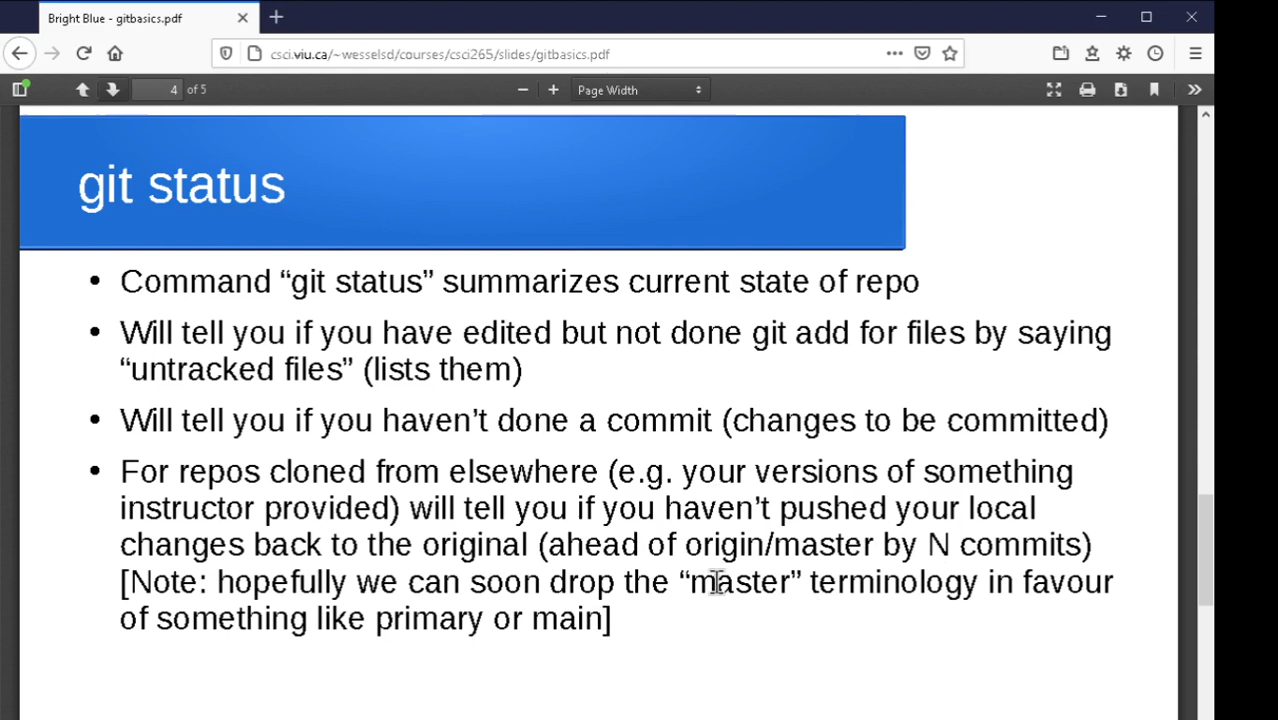 Bright Blue - gitbasics.pdf
csci.viu.ca/~wesselsd/courses/csci265/slides/gitbasics.pdf
4 of 5
Page Width
git status
• Command “git status” summarizes current state of repo
• Will tell you if you have edited but not done git add for files by saying
“untracked files” (lists them)
• Will tell you if you haven’t done a commit (changes to be committed)
• For repos cloned from elsewhere (e.g. your versions of something
instructor provided) will tell you if you haven’t pushed your local
changes back to the original (ahead of origin/master by N commits)
[Note: hopefully we can soon drop the “master” terminology in favour
of something like primary or main]